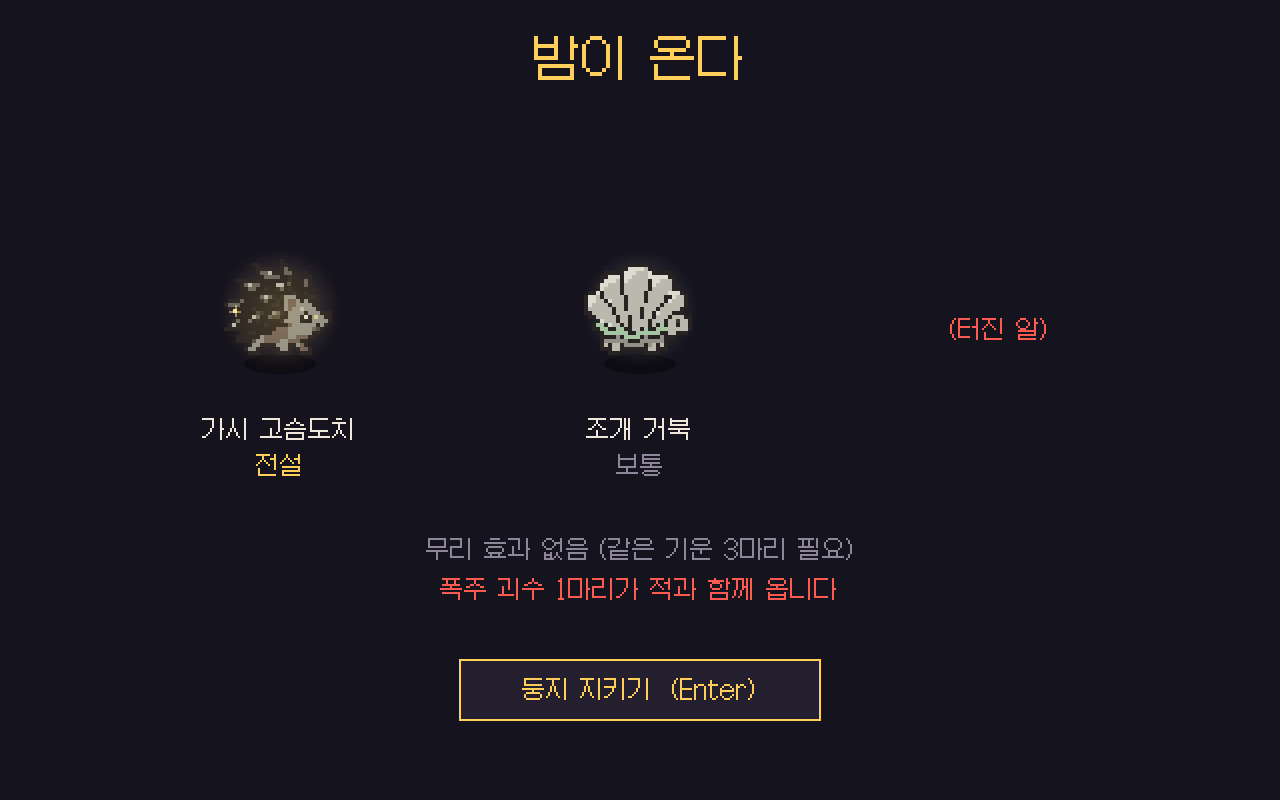 밤이 온다
(터진 알)
가시 고슴도치
조개 거북
전설
보통
무리 효과 없음 (같은 기운 3마리 필요)
폭주 괴수 1마리가 적과 함께 옵니다
둥지 지키기 (Enter)